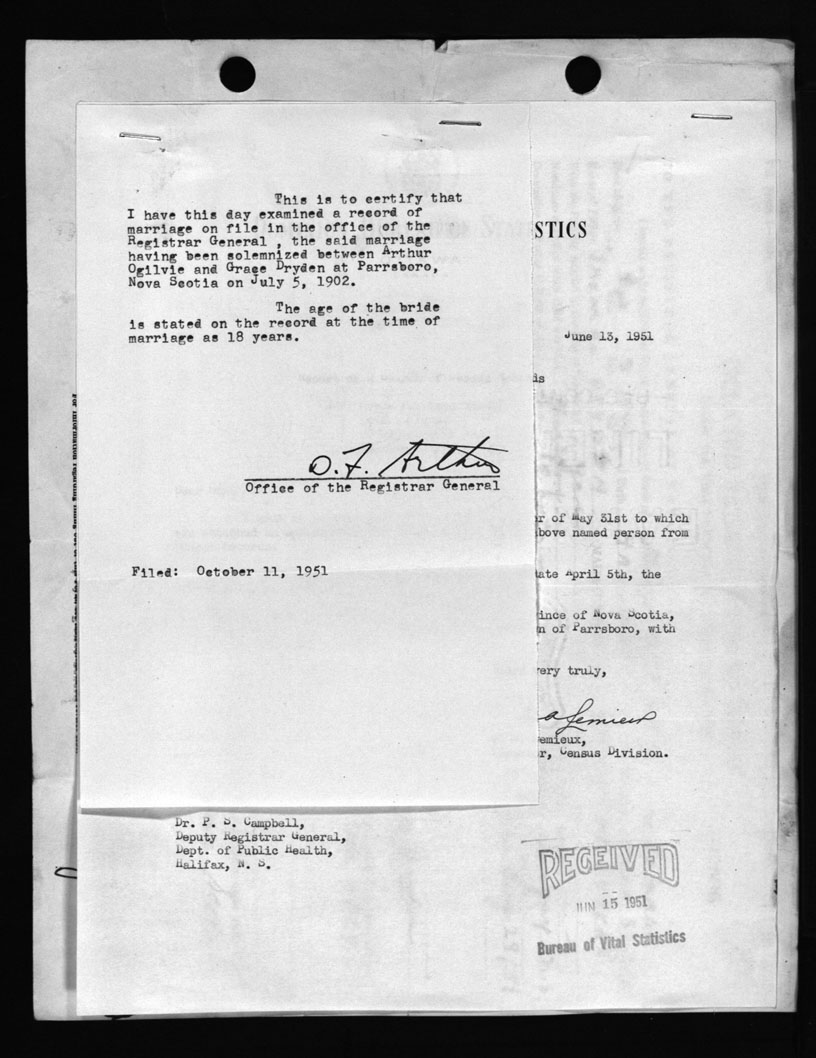 This is to certify that
I have this day examined a record of
marriage on file in the office of the
Registrar General , the said marriage
having been solemnized between Arthur
Ogilvie and Grace Dryden at Parrsboro,
Nova Scotia on July 5, 1902.
The age of the bride
is stated on the record at the time of
marriage as 18 years.
O. F. Arthur
Office of the Registrar General
Filed: October 11, 1951
STICS
June 13, 1951
is
r of May 31st to which
bove named person from
ate April 5th, the
ince of Nova Scotia,
n of Parrsboro, with
ery truly,
a Lemieux
emieux,
r, Census Division.
Dr. P. S. Campbell,
Deputy Registrar General,
Dept. of Public Health,
Halifax, N. S.
RECEIVED
JUN 15 1951
Bureau of Vital Statistics